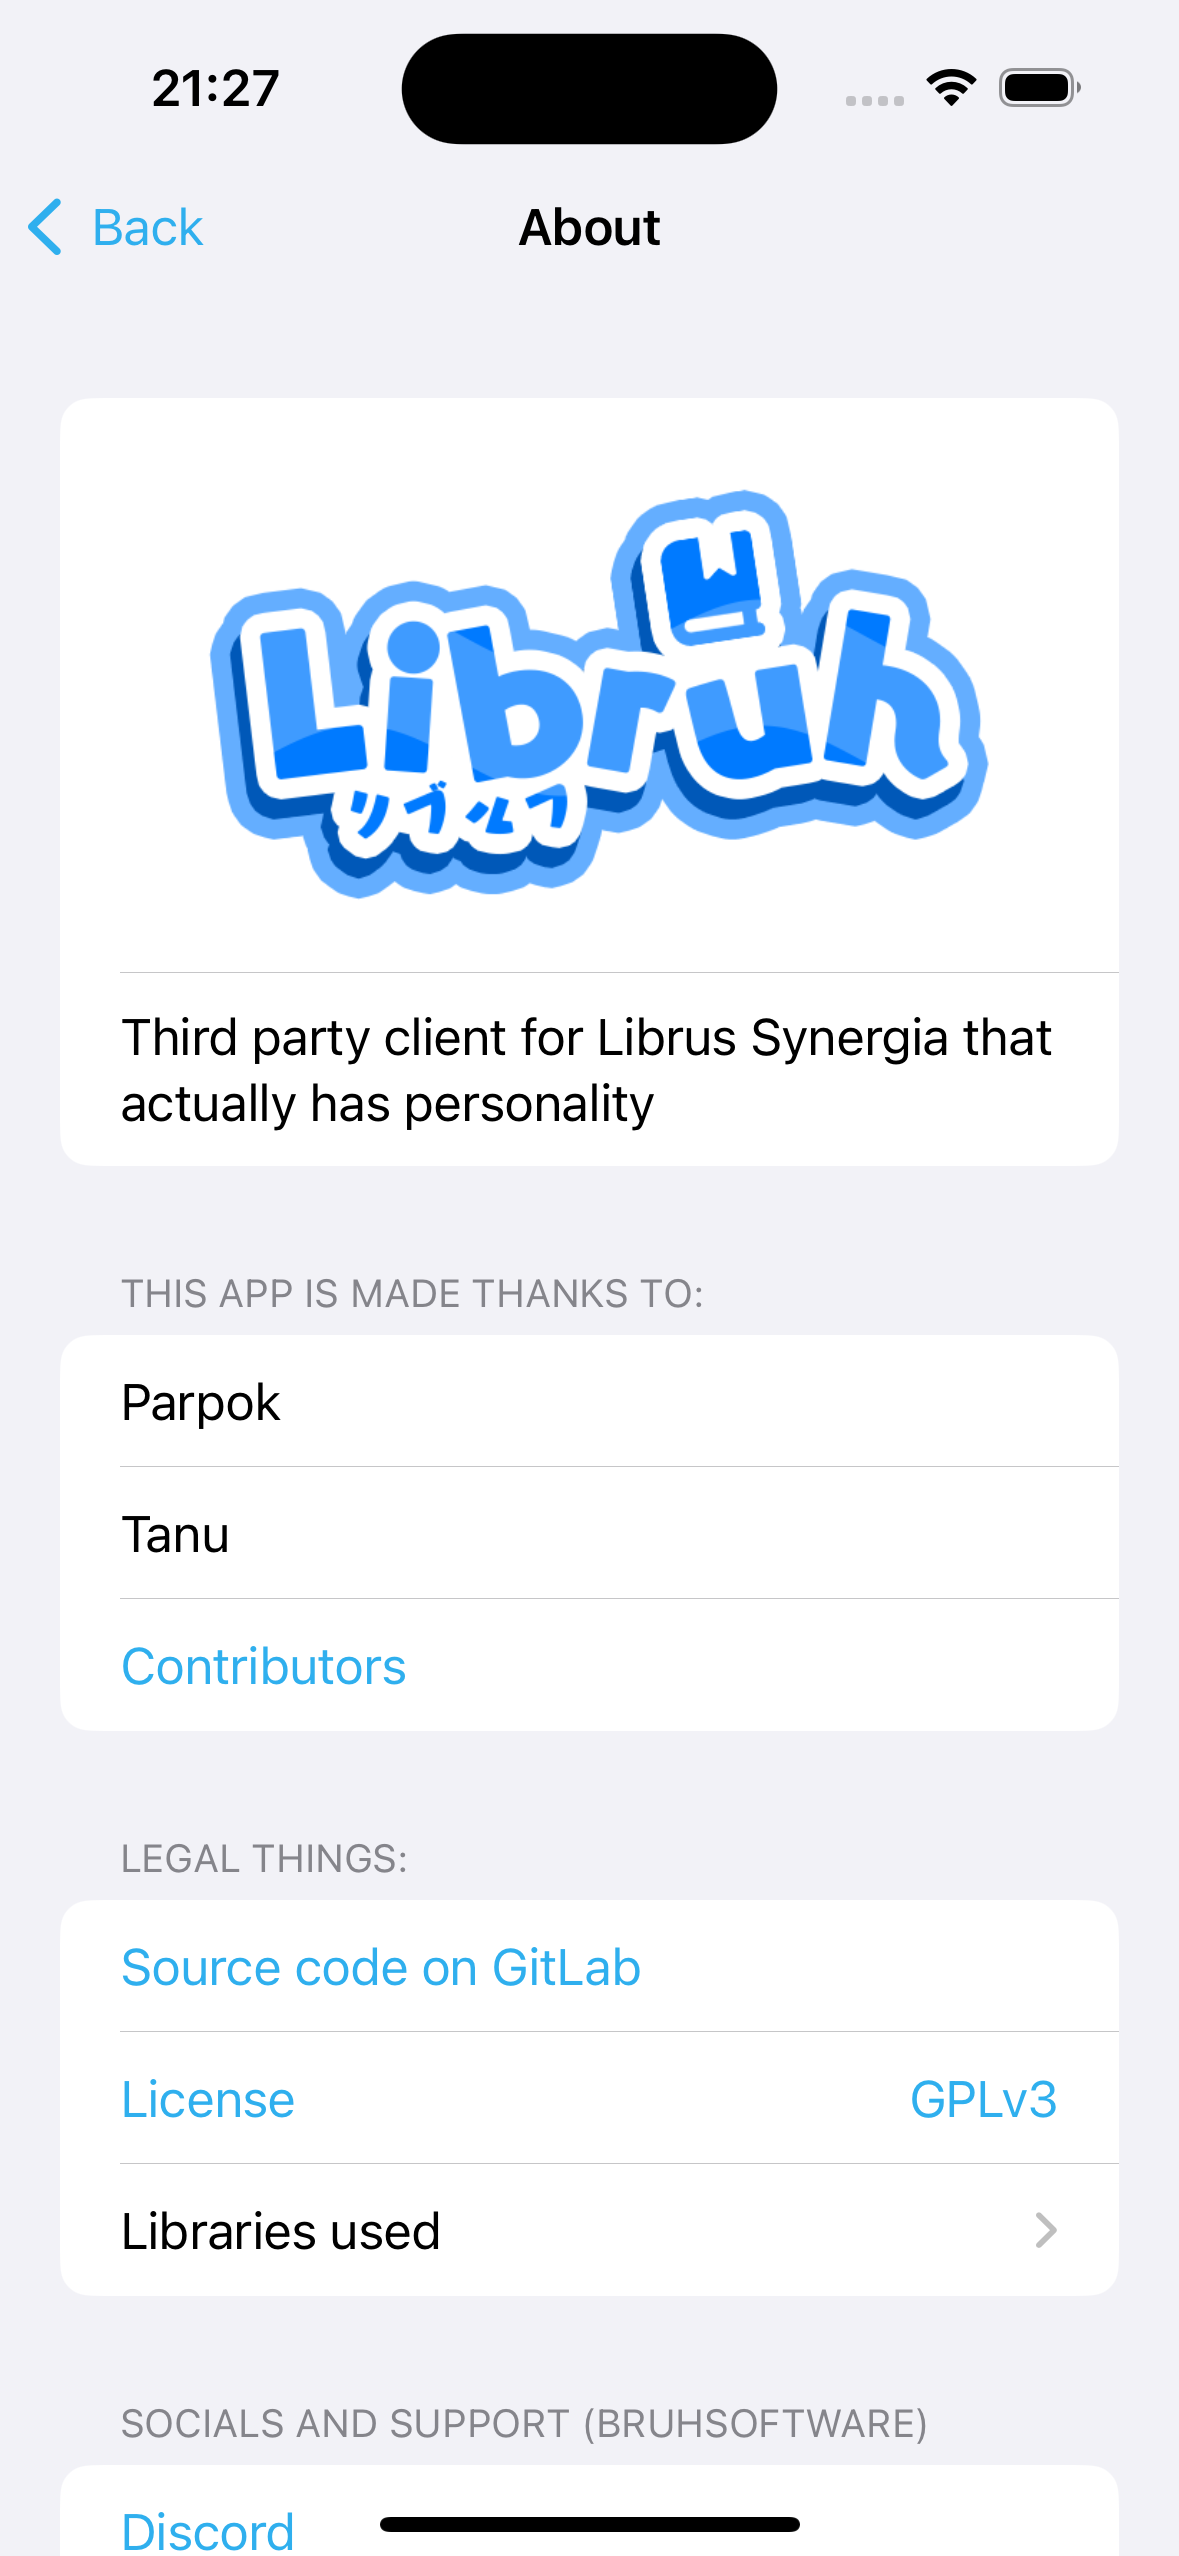 21:27
Back
About
Libruh
リブルフ
Third party client for Librus Synergia that
actually has personality
THIS APP IS MADE THANKS TO:
Parpok
Tanu
Contributors
LEGAL THINGS:
Source code on GitLab
License GPLv3
Libraries used
SOCIALS AND SUPPORT (BRUHSOFTWARE)
Discord